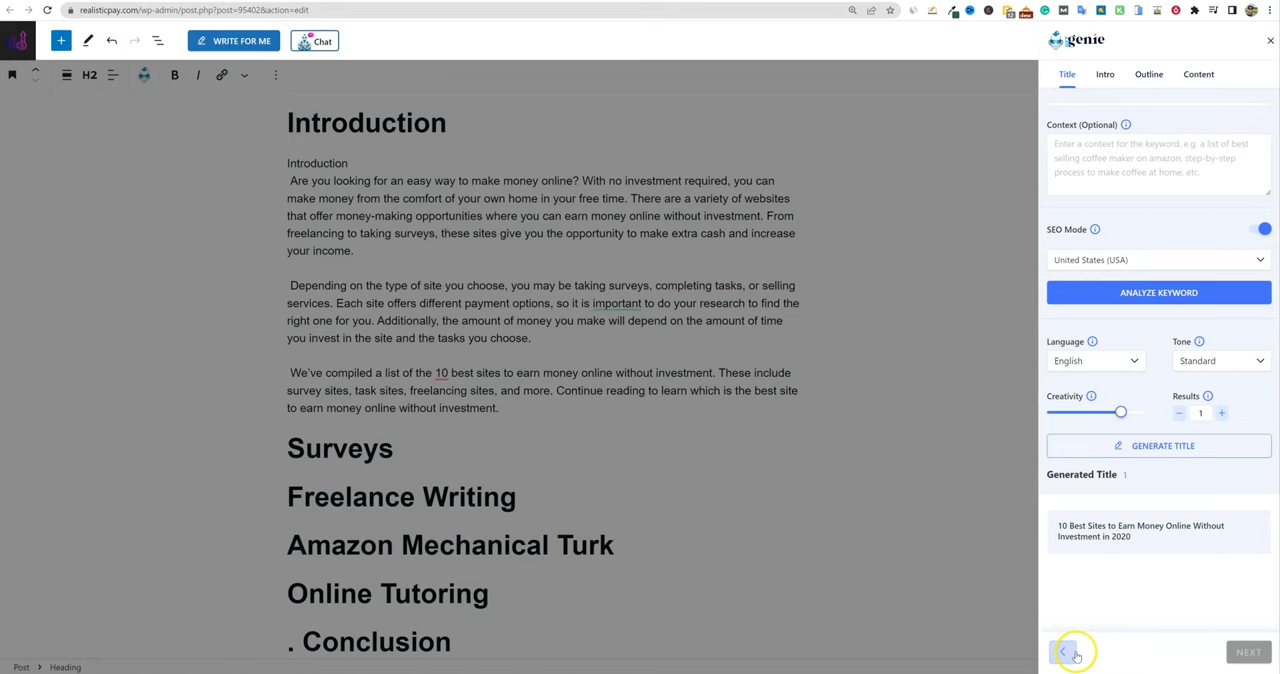 realisticpay.com/wp-admin/post.php?post=95402&action=edit
WRITE FOR ME
Chat
H2
B
I
Introduction
Introduction
Are you looking for an easy way to make money online? With no investment required, you can
make money from the comfort of your own home in your free time. There are a variety of websites
that offer money-making opportunities where you can earn money online without investment. From
freelancing to taking surveys, these sites give you the opportunity to make extra cash and increase
your income.
Depending on the type of site you choose, you may be taking surveys, completing tasks, or selling
services. Each site offers different payment options, so it is important to do your research to find the
right one for you. Additionally, the amount of money you make will depend on the amount of time
you invest in the site and the tasks you choose.
We've compiled a list of the 10 best sites to earn money online without investment. These include
survey sites, task sites, freelancing sites, and more. Continue reading to learn which is the best site
to earn money online without investment.
Surveys
Freelance Writing
Amazon Mechanical Turk
Online Tutoring
. Conclusion
Post
Heading
genie
Title
Intro
Outline
Content
Context (Optional)
Enter a context for the keyword, e.g. a list of best
selling coffee maker on amazon, step-by-step
process to make coffee at home, etc.
SEO Mode
United States (USA)
ANALYZE KEYWORD
Language
Tone
English
Standard
Creativity
Results
1
GENERATE TITLE
Generated Title 1
10 Best Sites to Earn Money Online Without
Investment in 2020
NEXT